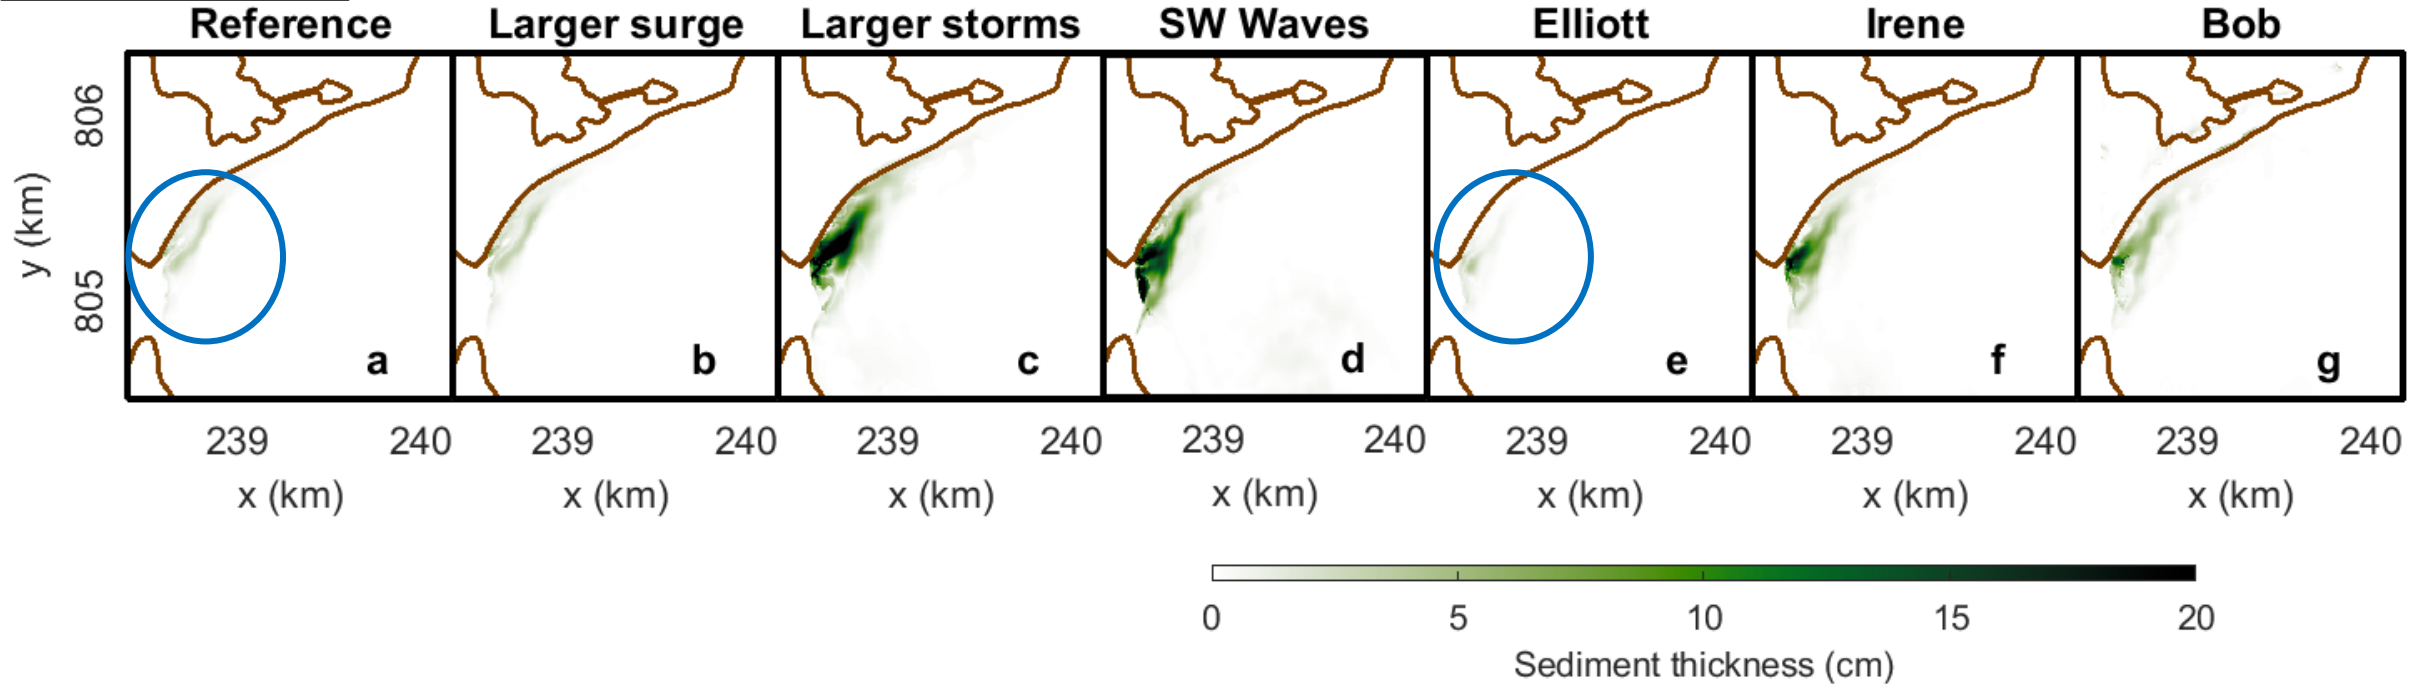 Reference Larger surge Larger storms SW Waves Elliott Irene Bob
806
805
y (km)
a b c d e f g
239 240 239 240 239 240 239 240 239 240 239 240 239 240
x (km) x (km) x (km) x (km) x (km) x (km) x (km)
0 5 10 15 20
Sediment thickness (cm)